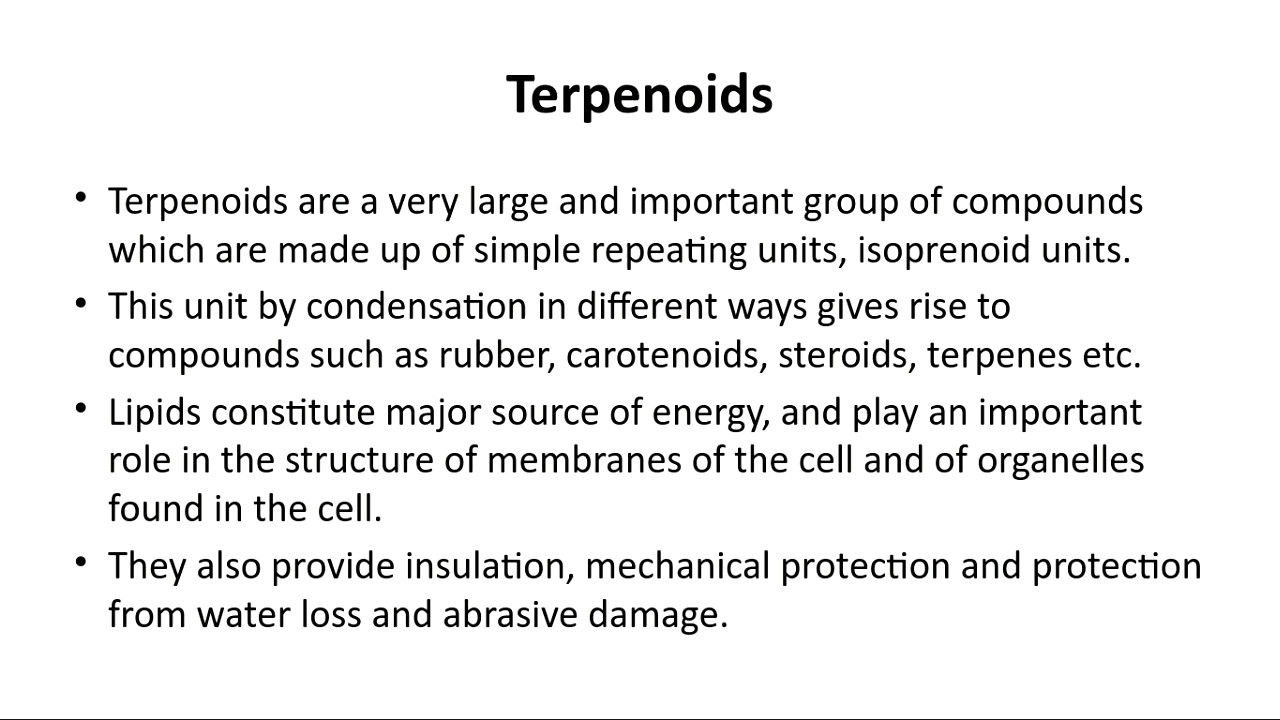 Terpenoids
• Terpenoids are a very large and important group of compounds
which are made up of simple repeating units, isoprenoid units.
• This unit by condensation in different ways gives rise to
compounds such as rubber, carotenoids, steroids, terpenes etc.
• Lipids constitute major source of energy, and play an important
role in the structure of membranes of the cell and of organelles
found in the cell.
• They also provide insulation, mechanical protection and protection
from water loss and abrasive damage.